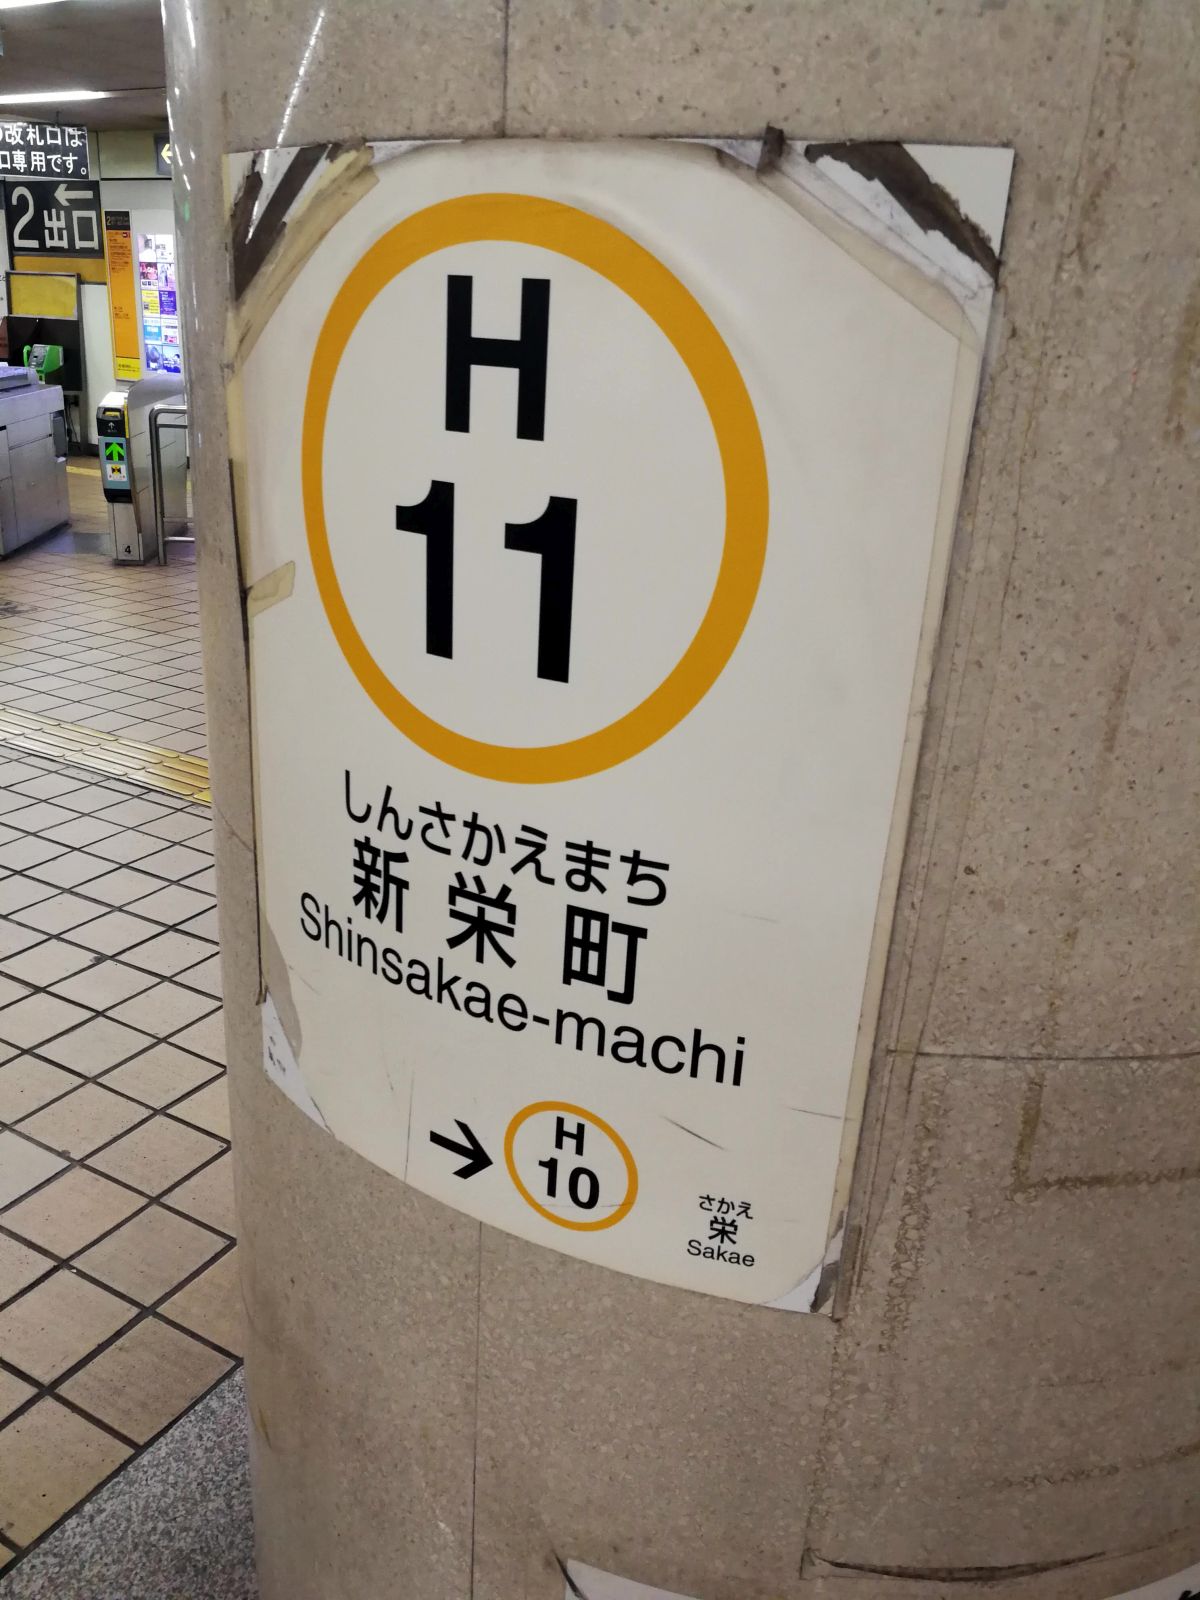 の改札口は
口専用です。
2出口
4
H
11
しんさかえまち
新栄町
Shinsakae-machi
→ H
10
さかえ
栄
Sakae